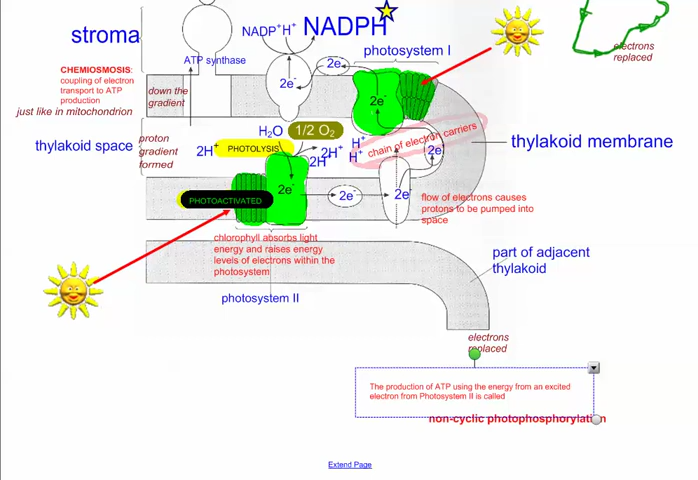 stroma
NADP⁺H⁺
NADPH
ATP synthase
photosystem I
electrons
replaced
CHEMIOSMOSIS:
coupling of electron
transport to ATP
production
just like in mitochondrion
down the
gradient
2e⁻
2e⁻
2e⁻
thylakoid space
proton
gradient
formed
2H⁺
PHOTOLYSIS
H₂O
1/2 O₂
2H⁺
2H⁺
H⁺
H⁺
chain of electron carriers
2e⁻
thylakoid membrane
PHOTOACTIVATED
2e⁻
2e⁻
2e⁻
flow of electrons causes
protons to be pumped into
space
chlorophyll absorbs light
energy and raises energy
levels of electrons within the
photosystem
photosystem II
part of adjacent
thylakoid
electrons
replaced
The production of ATP using the energy from an excited
electron from Photosystem II is called
non-cyclic photophosphorylation
Extend Page